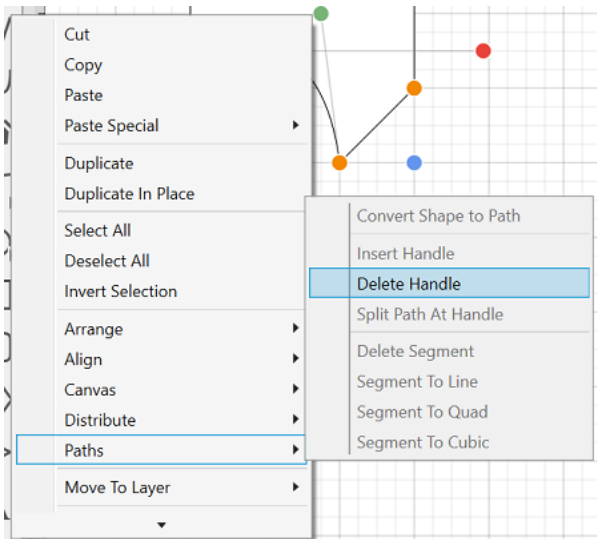 Cut
Copy
Paste
Paste Special
Duplicate
Duplicate In Place
Select All
Deselect All
Invert Selection
Arrange
Align
Canvas
Distribute
Paths
Move To Layer
Convert Shape to Path
Insert Handle
Delete Handle
Split Path At Handle
Delete Segment
Segment To Line
Segment To Quad
Segment To Cubic